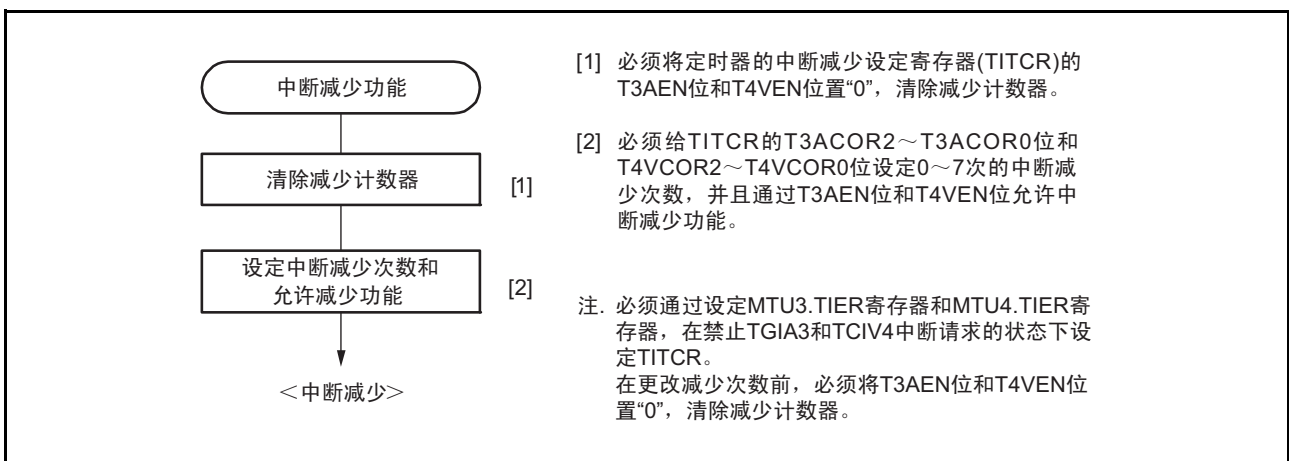 中断减少功能
清除减少计数器
[1]
设定中断减少次数和
允许减少功能
[2]
＜中断减少＞
[1] 必须将定时器的中断减少设定寄存器(TITCR)的
T3AEN位和T4VEN位置“0”，清除减少计数器。
[2] 必须给TITCR的T3ACOR2～T3ACOR0位和
T4VCOR2～T4VCOR0位设定0～7次的中断减
少次数，并且通过T3AEN位和T4VEN位允许中
断减少功能。
注. 必须通过设定MTU3.TIER寄存器和MTU4.TIER寄
存器，在禁止TGIA3和TCIV4中断请求的状态下设
定TITCR。
在更改减少次数前，必须将T3AEN位和T4VEN位
置“0”，清除减少计数器。